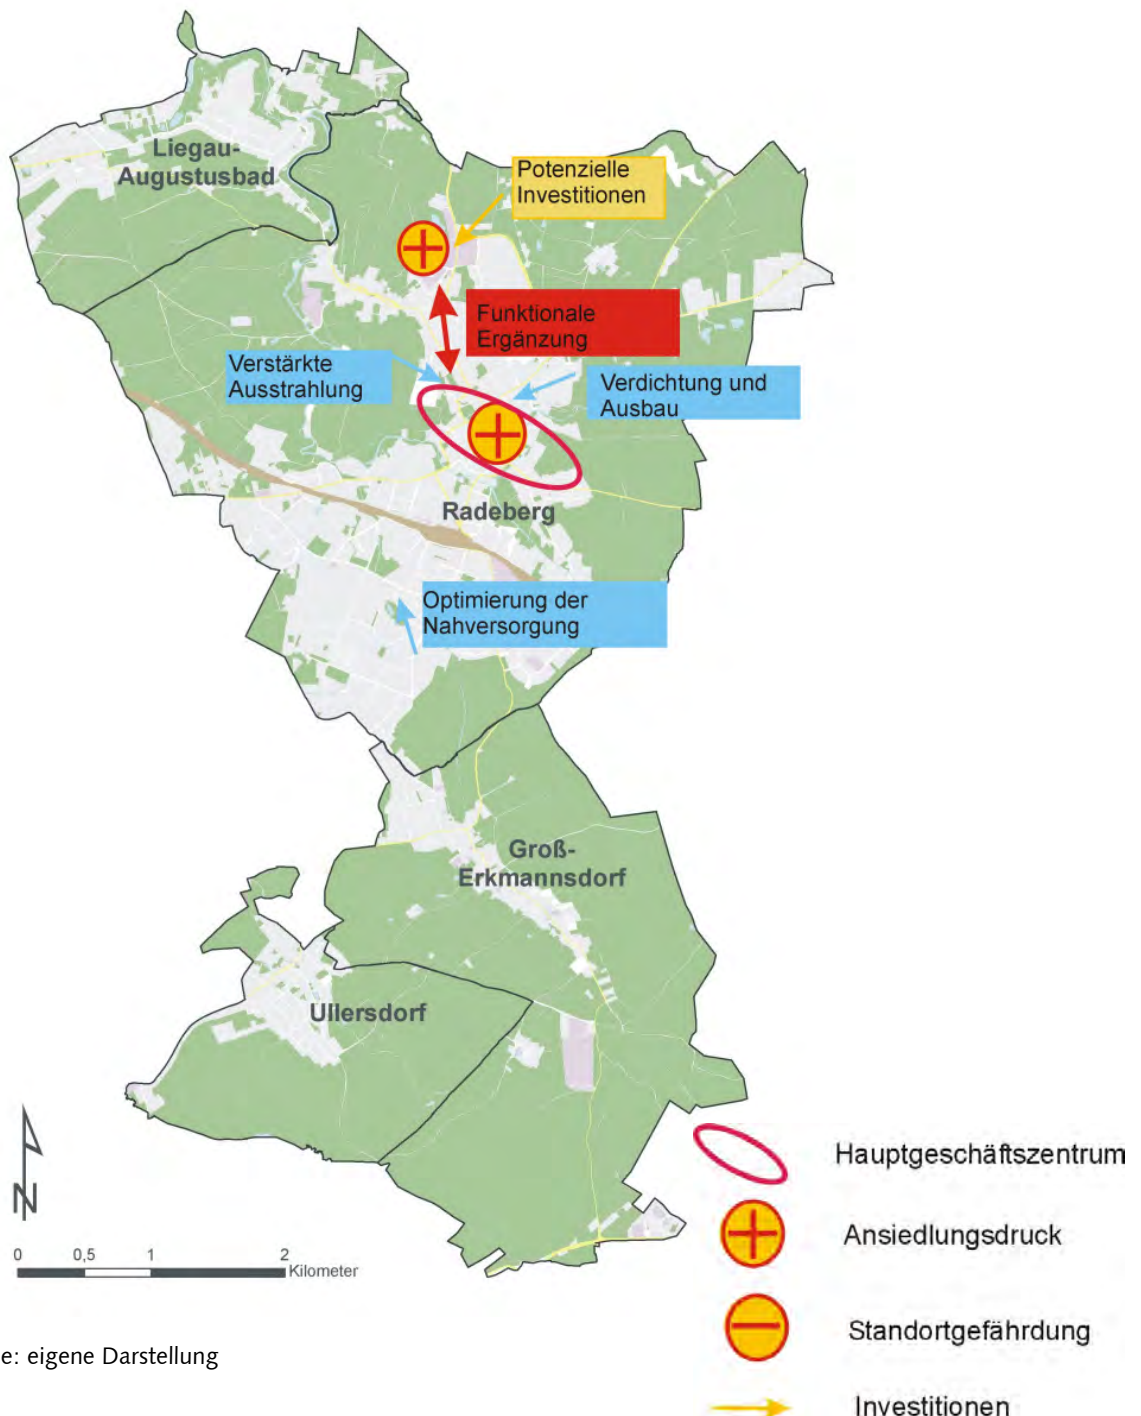 Liegau-
Augustusbad
Potenzielle
Investitionen
Funktionale
Ergänzung
Verstärkte
Ausstrahlung
Verdichtung und
Ausbau
Radeberg
Optimierung der
Nahversorgung
Groß-
Erkmannsdorf
Ullersdorf
N
0 0,5 1 2
Kilometer
Hauptgeschäftszentrum
Ansiedlungsdruck
Standortgefährdung
Investitionen
e: eigene Darstellung